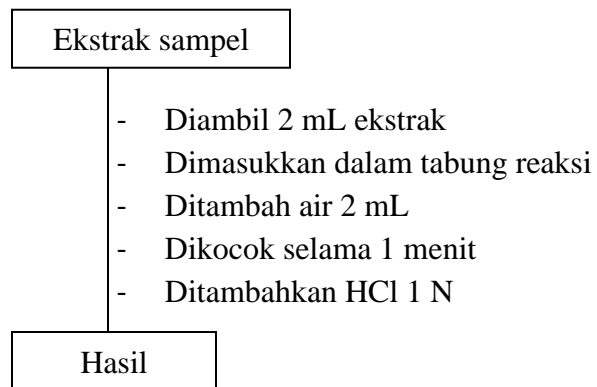 Ekstrak sampel
- Diambil 2 mL ekstrak
- Dimasukkan dalam tabung reaksi
- Ditambah air 2 mL
- Dikocok selama 1 menit
- Ditambahkan HCl 1 N
Hasil